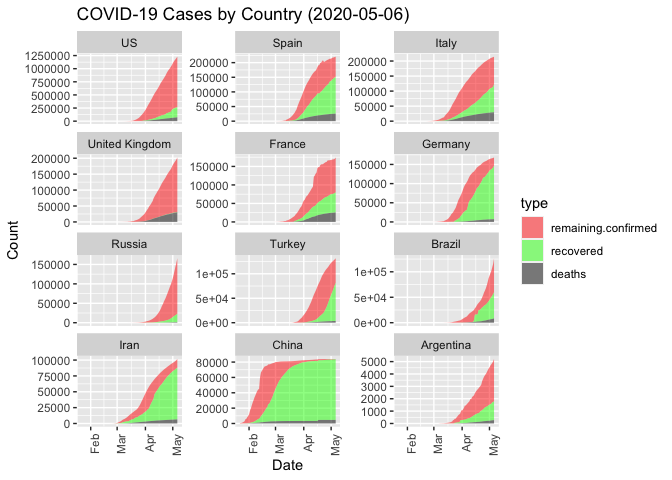 COVID-19 Cases by Country (2020-05-06)
US
Spain
Italy
1250000
1000000
750000
500000
250000
0
200000
150000
100000
50000
0
200000
150000
100000
50000
0
United Kingdom
France
Germany
200000
150000
100000
50000
0
150000
100000
50000
0
150000
100000
50000
0
Russia
Turkey
Brazil
150000
100000
50000
0
1e+05
5e+04
0e+00
1e+05
5e+04
0e+00
Iran
China
Argentina
100000
75000
50000
25000
0
80000
60000
40000
20000
0
5000
4000
3000
2000
1000
0
Feb
Mar
Apr
May
Feb
Mar
Apr
May
Feb
Mar
Apr
May
Date
Count
type
remaining.confirmed
recovered
deaths